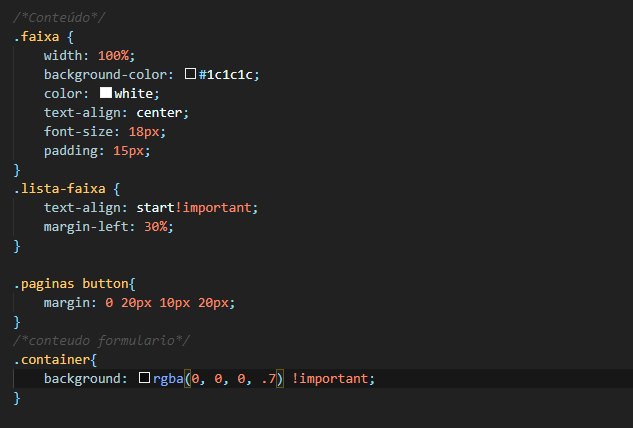 /*Conteúdo*/
.faixa {
    width: 100%;
    background-color: #1c1c1c;
    color: white;
    text-align: center;
    font-size: 18px;
    padding: 15px;
}
.lista-faixa {
    text-align: start!important;
    margin-left: 30%;
}

.paginas button{
    margin: 0 20px 10px 20px;
}
/*conteudo formulario*/
.container{
    background: rgba(0, 0, 0, .7) !important;
}